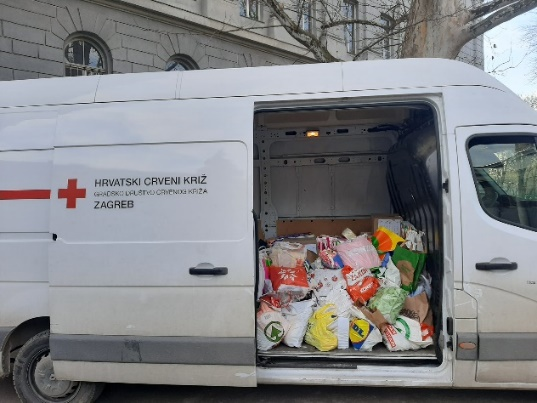 HRVATSKI CRVENI KRIŽ
GRADSKO DRUŠTVO CRVENOG KRIŽA
ZAGREB